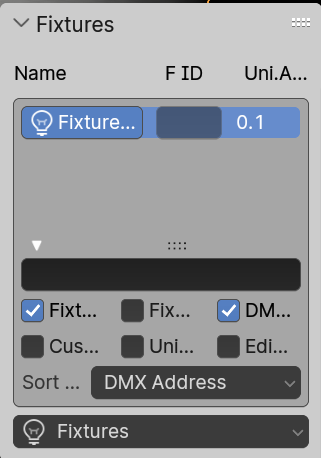 Fixtures
Name F ID Uni.A...
Fixture... 0.1
Fixt... Fix... DM...
Cus... Uni... Edi...
Sort ... DMX Address
Fixtures